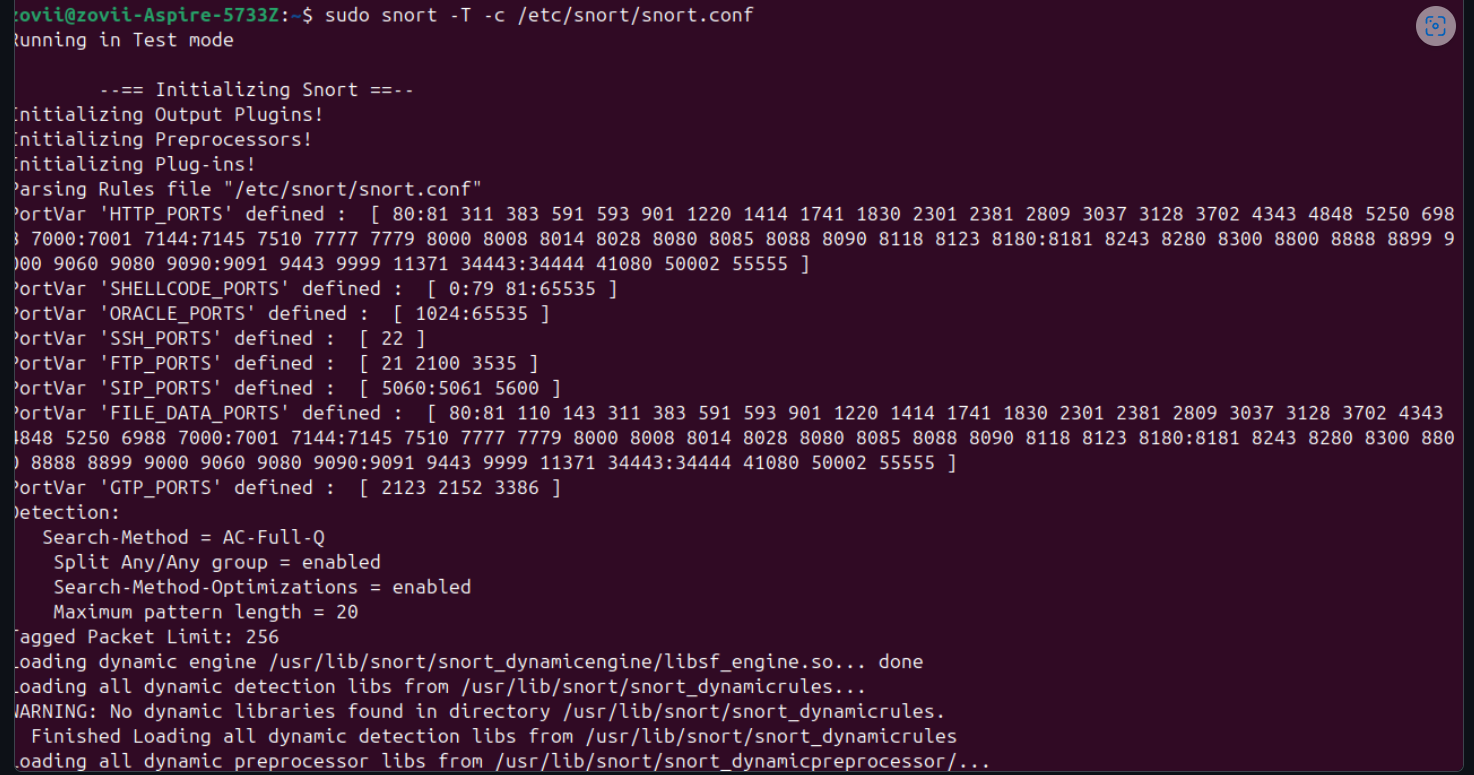 zovii@zovii-Aspire-5733Z:~$ sudo snort -T -c /etc/snort/snort.conf
Running in Test mode
--== Initializing Snort ==--
Initializing Output Plugins!
Initializing Preprocessors!
Initializing Plug-ins!
Parsing Rules file "/etc/snort/snort.conf"
PortVar 'HTTP_PORTS' defined :  [ 80:81 311 383 591 593 901 1220 1414 1741 1830 2301 2381 2809 3037 3128 3702 4343 4848 5250 698
8 7000:7001 7144:7145 7510 7777 7779 8000 8008 8014 8028 8080 8085 8088 8090 8118 8123 8180:8181 8243 8280 8300 8800 8888 8899 9
000 9060 9080 9090:9091 9443 9999 11371 34443:34444 41080 50002 55555 ]
PortVar 'SHELLCODE_PORTS' defined :  [ 0:79 81:65535 ]
PortVar 'ORACLE_PORTS' defined :  [ 1024:65535 ]
PortVar 'SSH_PORTS' defined :  [ 22 ]
PortVar 'FTP_PORTS' defined :  [ 21 2100 3535 ]
PortVar 'SIP_PORTS' defined :  [ 5060:5061 5600 ]
PortVar 'FILE_DATA_PORTS' defined :  [ 80:81 110 143 311 383 591 593 901 1220 1414 1741 1830 2301 2381 2809 3037 3128 3702 4343
4848 5250 6988 7000:7001 7144:7145 7510 7777 7779 8000 8008 8014 8028 8080 8085 8088 8090 8118 8123 8180:8181 8243 8280 8300 880
0 8888 8899 9000 9060 9080 9090:9091 9443 9999 11371 34443:34444 41080 50002 55555 ]
PortVar 'GTP_PORTS' defined :  [ 2123 2152 3386 ]
Detection:
Search-Method = AC-Full-Q
Split Any/Any group = enabled
Search-Method-Optimizations = enabled
Maximum pattern length = 20
Tagged Packet Limit: 256
Loading dynamic engine /usr/lib/snort/snort_dynamicengine/libsf_engine.so... done
Loading all dynamic detection libs from /usr/lib/snort/snort_dynamicrules...
WARNING: No dynamic libraries found in directory /usr/lib/snort/snort_dynamicrules.
Finished Loading all dynamic detection libs from /usr/lib/snort/snort_dynamicrules
Loading all dynamic preprocessor libs from /usr/lib/snort/snort_dynamicpreprocessor/...